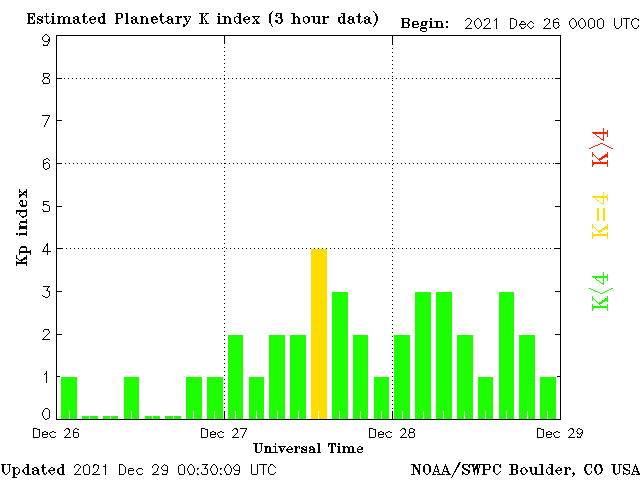 Estimated Planetary K index (3 hour data) Begin: 2021 Dec 26 0000 UTC
9
8
7
6
5
4
3
2
1
0
Kp index
K>4
K=4
K<4
Dec 26 Dec 27 Dec 28 Dec 29
Universal Time
Updated 2021 Dec 29 00:30:09 UTC NOAA/SWPC Boulder, CO USA